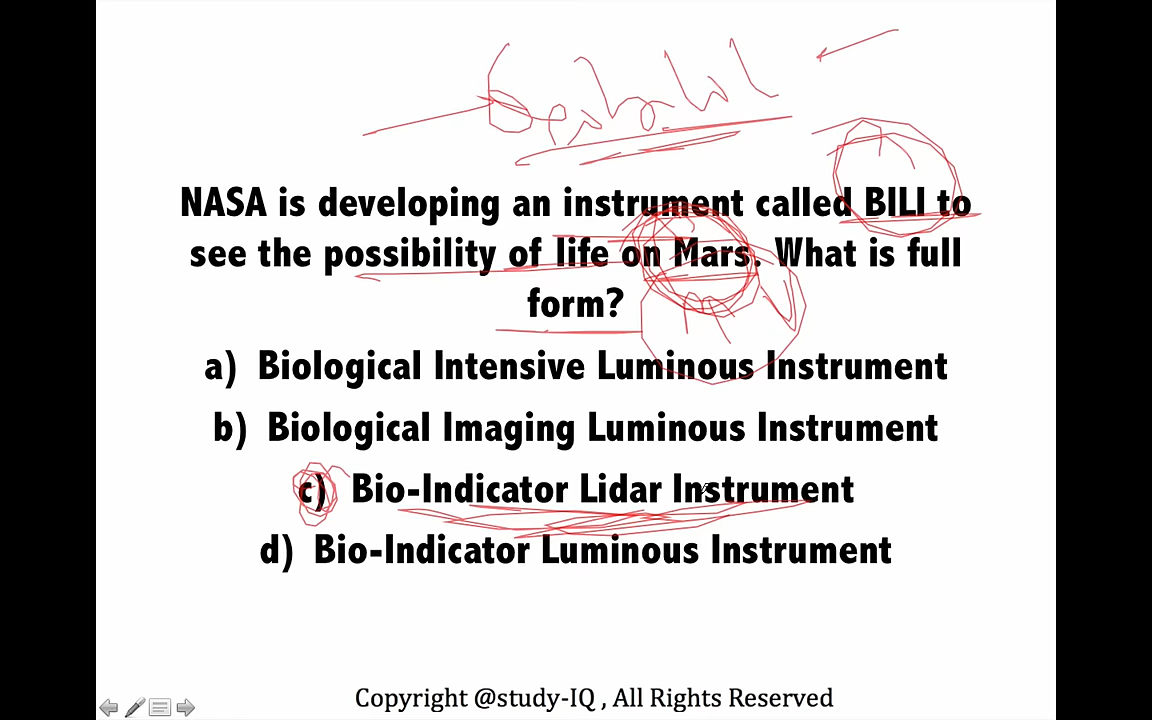 NASA is developing an instrument called BILI to
see the possibility of life on Mars. What is full
form?
a) Biological Intensive Luminous Instrument
b) Biological Imaging Luminous Instrument
c) Bio-Indicator Lidar Instrument
d) Bio-Indicator Luminous Instrument
Copyright @study-IQ , All Rights Reserved